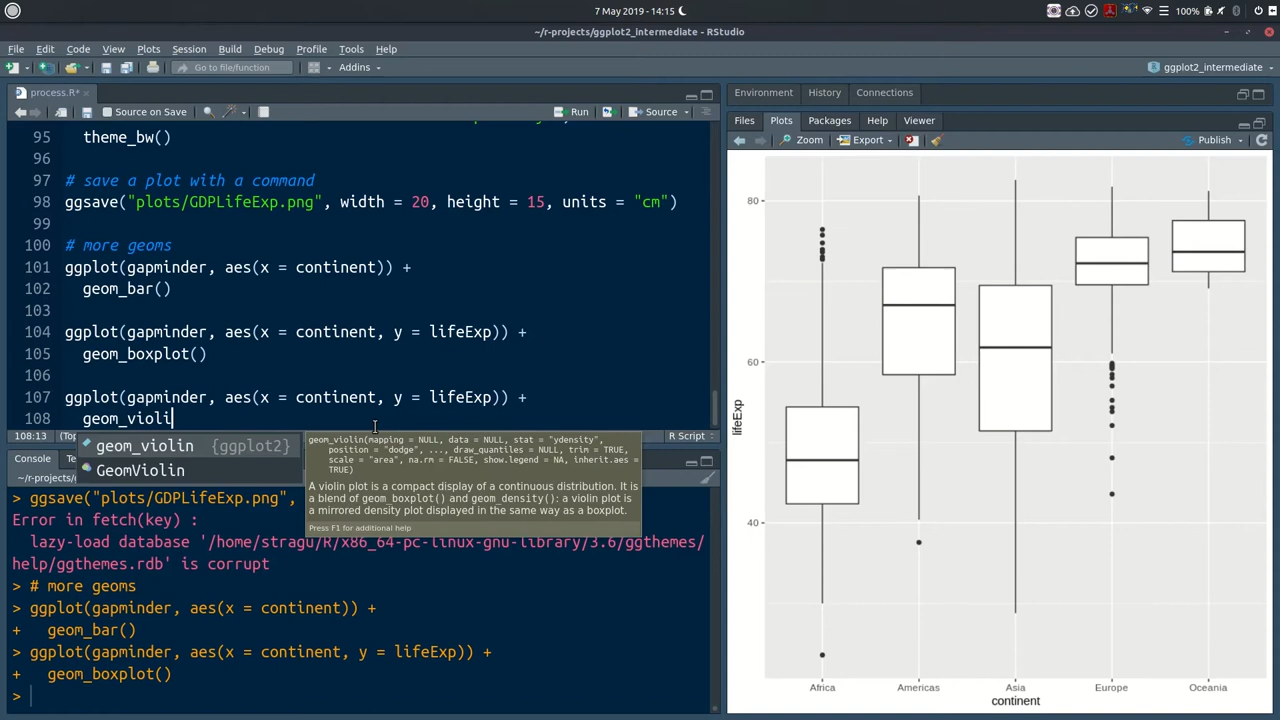 7 May 2019 - 14:15
100%
~/r-projects/ggplot2_intermediate - RStudio
File Edit Code View Plots Session Build Debug Profile Tools Help
Go to file/function Addins ggplot2_intermediate
process.R*
Source on Save Run Source
95 theme_bw()
96
97 # save a plot with a command
98 ggsave("plots/GDPLifeExp.png", width = 20, height = 15, units = "cm")
99
100 # more geoms
101 ggplot(gapminder, aes(x = continent)) +
102 geom_bar()
103
104 ggplot(gapminder, aes(x = continent, y = lifeExp)) +
105 geom_boxplot()
106
107 ggplot(gapminder, aes(x = continent, y = lifeExp)) +
108 geom_violi
108:13 (Top R Script
geom_violin {ggplot2}
GeomViolin
geom_violin(mapping = NULL, data = NULL, stat = "ydensity",
position = "dodge", ..., draw_quantiles = NULL, trim = TRUE,
scale = "area", na.rm = FALSE, show.legend = NA, inherit.aes =
TRUE)
A violin plot is a compact display of a continuous distribution. It is
a blend of geom_boxplot() and geom_density(): a violin plot is
a mirrored density plot displayed in the same way as a boxplot.
Press F1 for additional help
Console Te
~/r-projects/
> ggsave("plots/GDPLifeExp.png",
Error in fetch(key) :
lazy-load database '/home/stragu/R/x86_64-pc-linux-gnu-library/3.6/ggthemes/
help/ggthemes.rdb' is corrupt
> # more geoms
> ggplot(gapminder, aes(x = continent)) +
+ geom_bar()
> ggplot(gapminder, aes(x = continent, y = lifeExp)) +
+ geom_boxplot()
>
Environment History Connections
Files Plots Packages Help Viewer
Zoom Export Publish
80
60
40
lifeExp
Africa Americas Asia Europe Oceania
continent